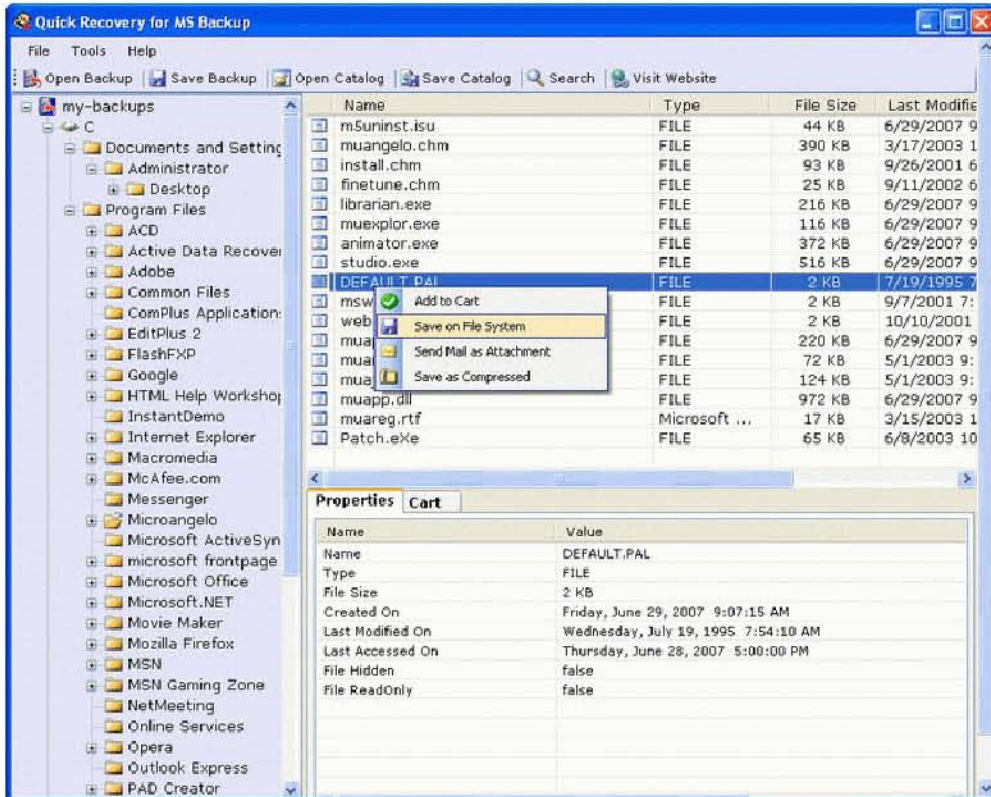 Quick Recovery for MS Backup
File Tools Help
Open Backup Save Backup Open Catalog Save Catalog Search Visit Website
my-backups
C
Documents and Setting
Administrator
Desktop
Program Files
ACD
Active Data Recover
Adobe
Common Files
ComPlus Application
EditPlus 2
FlashFXP
Google
HTML Help Workshop
InstantDemo
Internet Explorer
Macromedia
McAfee.com
Messenger
Microangelo
Microsoft ActiveSyn
microsoft frontpage
Microsoft Office
Microsoft.NET
Movie Maker
Mozilla Firefox
MSN
MSN Gaming Zone
NetMeeting
Online Services
Opera
Outlook Express
PAD Creator
Name Type File Size Last Modifie
m5uninst.isu FILE 44 KB 6/29/2007 9
muangelo.chm FILE 390 KB 3/17/2003 1
install.chm FILE 93 KB 9/26/2001 6
finetune.chm FILE 25 KB 9/11/2002 6
librarian.exe FILE 216 KB 6/29/2007 9
muexplor.exe FILE 116 KB 6/29/2007 9
animator.exe FILE 372 KB 6/29/2007 9
studio.exe FILE 516 KB 6/29/2007 9
DEFAULT.PAL FILE 2 KB 7/19/1995 7
msw FILE 2 KB 9/7/2001 7:
web FILE 2 KB 10/10/2001
mua FILE 220 KB 6/29/2007 9
mua FILE 72 KB 5/1/2003 9:
mua FILE 124 KB 5/1/2003 9:
muapp.dll FILE 972 KB 6/29/2007 9
muareg.rtf Microsoft ... 17 KB 3/15/2003 1
Patch.eXe FILE 65 KB 6/8/2003 10
Add to Cart
Save on File System
Send Mail as Attachment
Save as Compressed
Properties Cart
Name Value
Name DEFAULT.PAL
Type FILE
File Size 2 KB
Created On Friday, June 29, 2007 9:07:15 AM
Last Modified On Wednesday, July 19, 1995 7:54:10 AM
Last Accessed On Thursday, June 28, 2007 5:00:00 PM
File Hidden false
File ReadOnly false